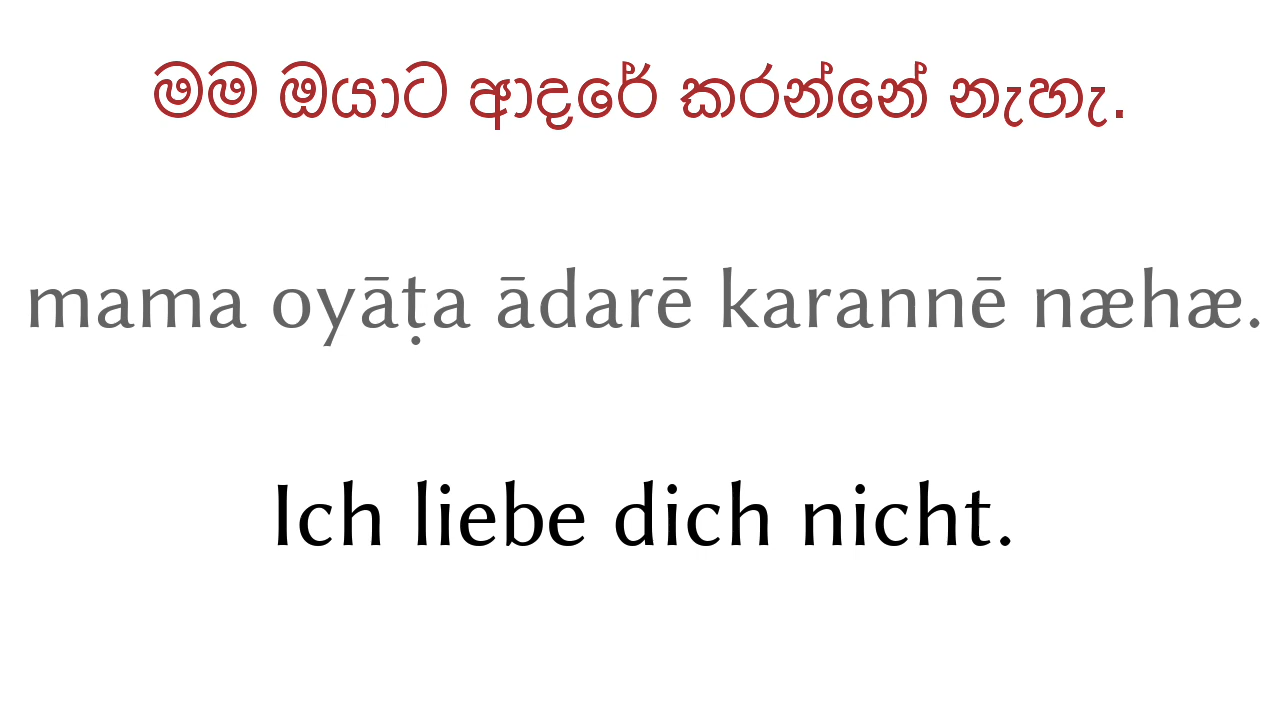 මම ඔයාට ආදරේ කරන්නේ නැහැ.
mama oyāṭa ādarē karannē næhæ.
Ich liebe dich nicht.